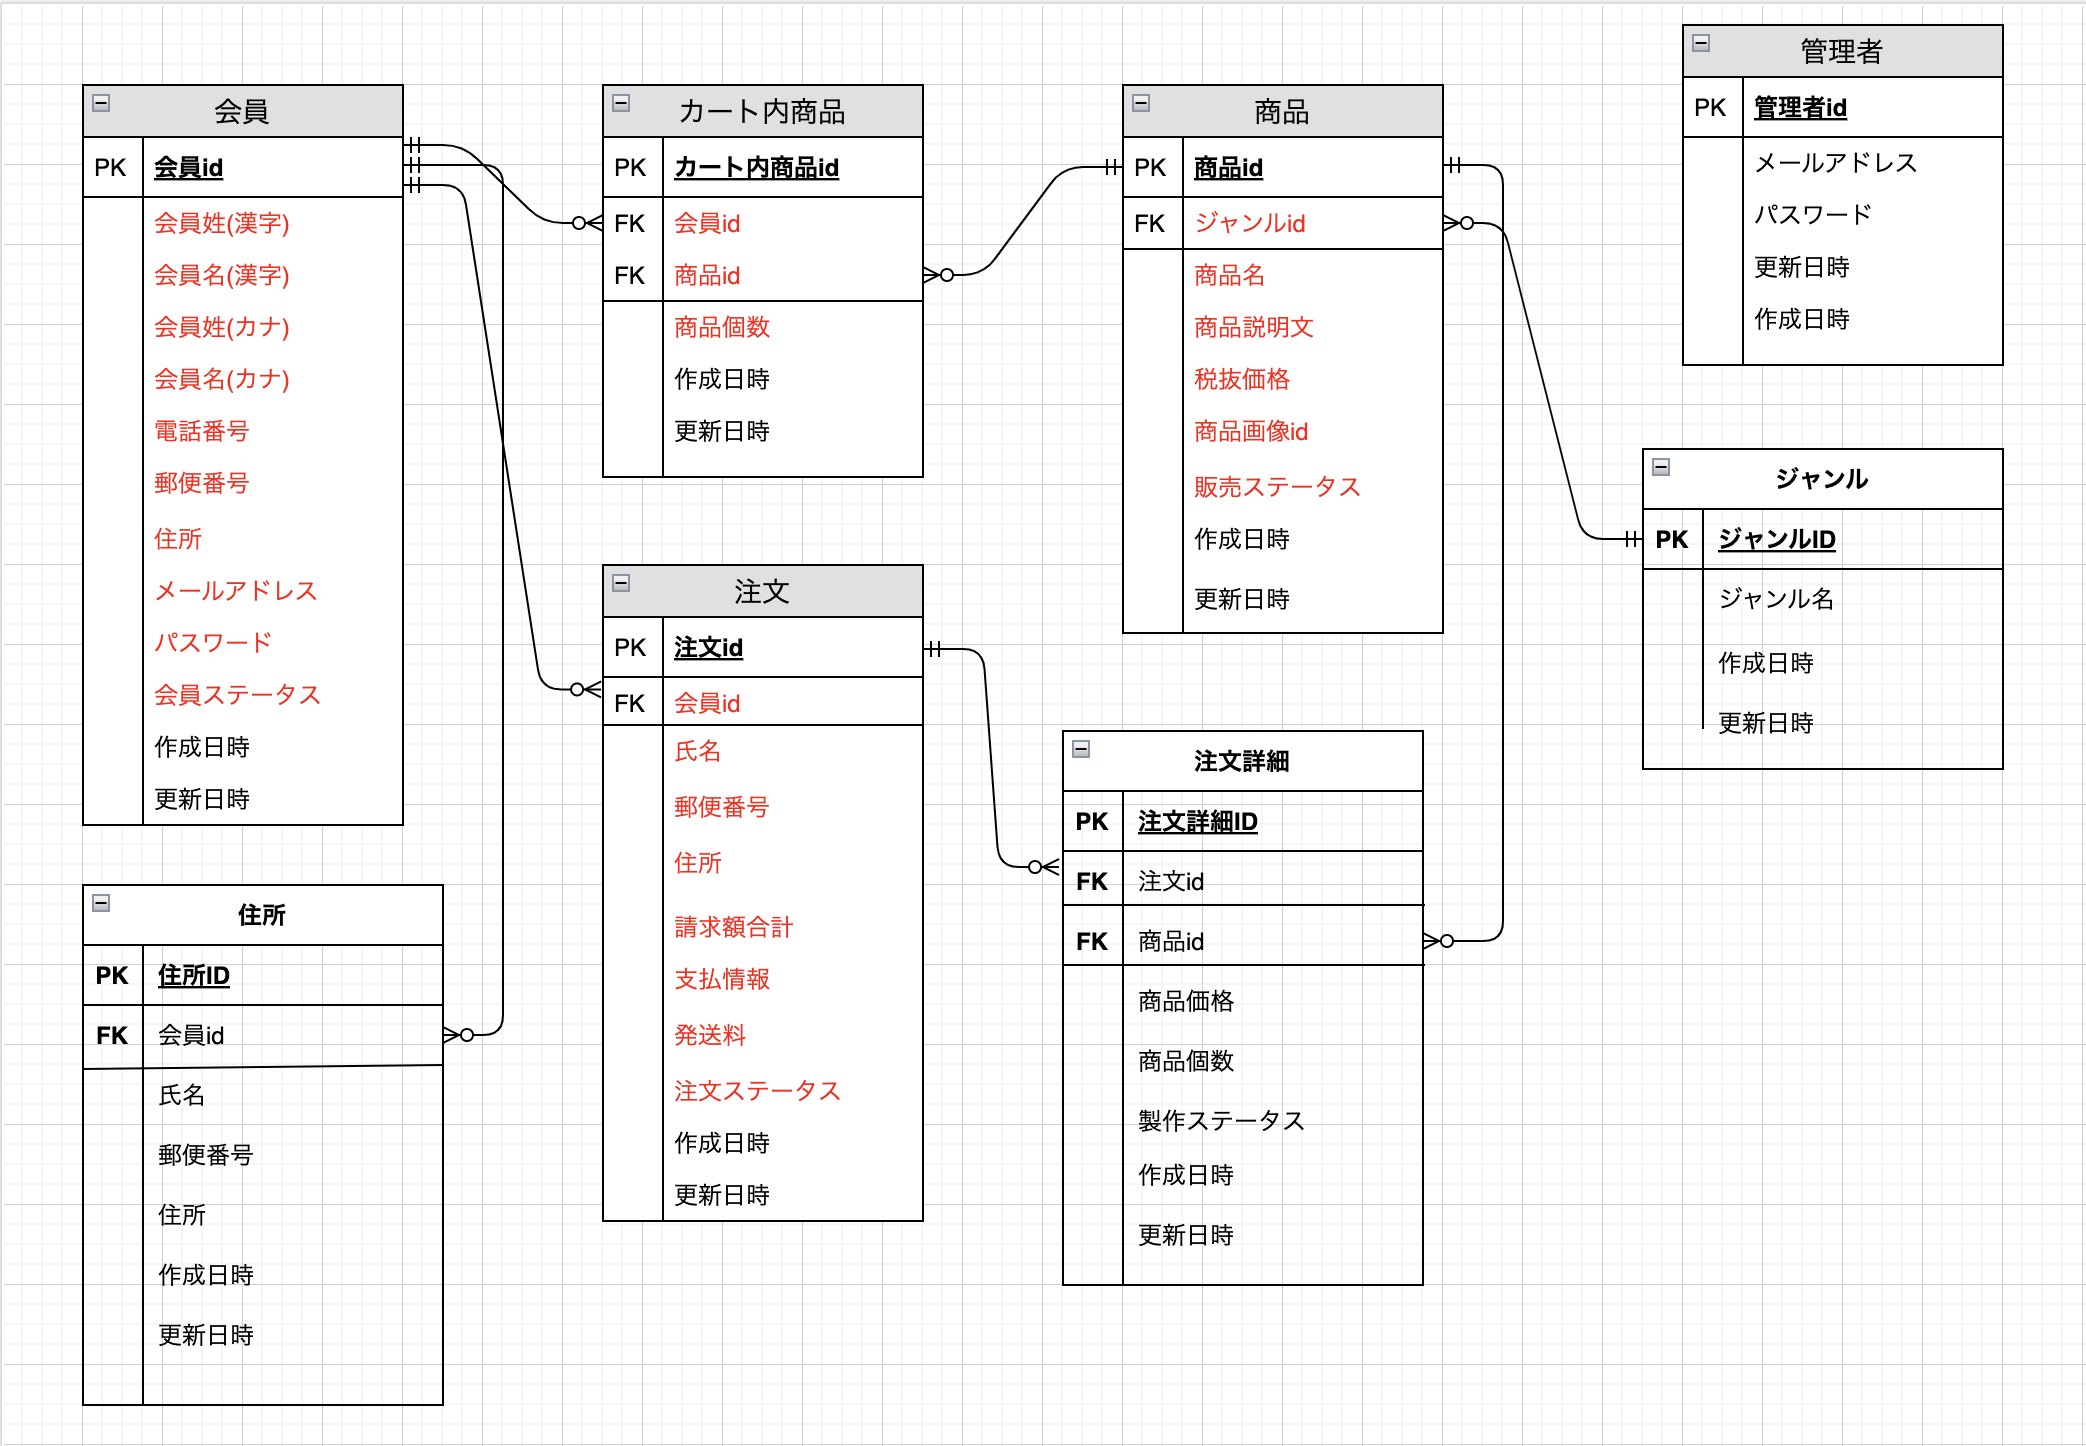 会員
PK 会員id
会員姓(漢字)
会員名(漢字)
会員姓(カナ)
会員名(カナ)
電話番号
郵便番号
住所
メールアドレス
パスワード
会員ステータス
作成日時
更新日時
住所
PK 住所ID
FK 会員id
氏名
郵便番号
住所
作成日時
更新日時
カート内商品
PK カート内商品id
FK 会員id
FK 商品id
商品個数
作成日時
更新日時
注文
PK 注文id
FK 会員id
氏名
郵便番号
住所
請求額合計
支払情報
発送料
注文ステータス
作成日時
更新日時
商品
PK 商品id
FK ジャンルid
商品名
商品説明文
税抜価格
商品画像id
販売ステータス
作成日時
更新日時
注文詳細
PK 注文詳細ID
FK 注文id
FK 商品id
商品価格
商品個数
製作ステータス
作成日時
更新日時
管理者
PK 管理者id
メールアドレス
パスワード
更新日時
作成日時
ジャンル
PK ジャンルID
ジャンル名
作成日時
更新日時